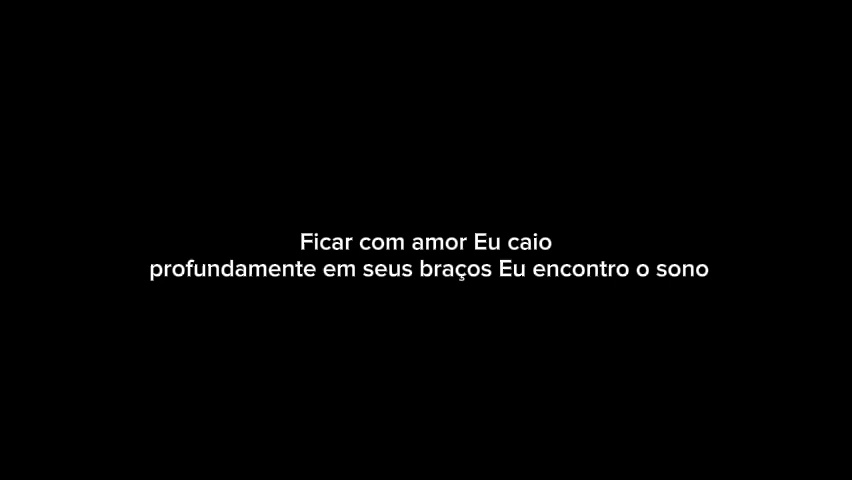 Ficar com amor Eu caio
profundamente em seus braços Eu encontro o sono